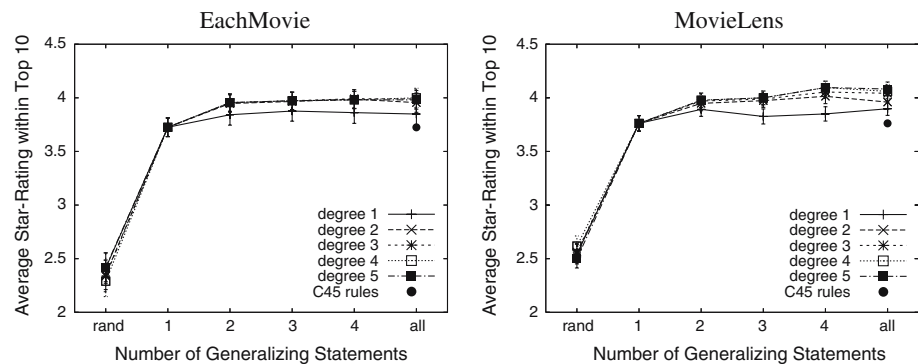 EachMovie
Average Star-Rating within Top 10
4.5
4
3.5
3
2.5
2
degree 1
degree 2
degree 3
degree 4
degree 5
C45 rules
rand 1 2 3 4 all
Number of Generalizing Statements
MovieLens
Average Star-Rating within Top 10
4.5
4
3.5
3
2.5
2
degree 1
degree 2
degree 3
degree 4
degree 5
C45 rules
rand 1 2 3 4 all
Number of Generalizing Statements